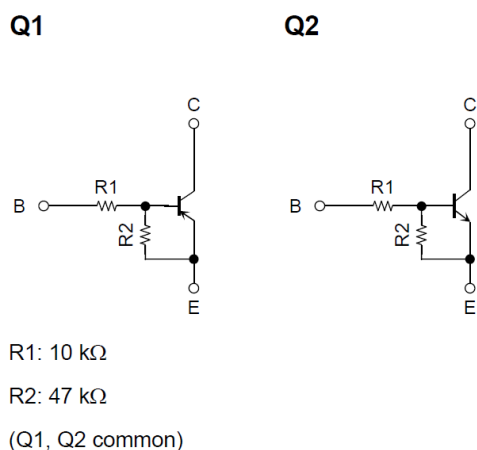 Q1 Q2
C C
R1 R1
B B
R2 R2
E E
R1: 10 kΩ
R2: 47 kΩ
(Q1, Q2 common)